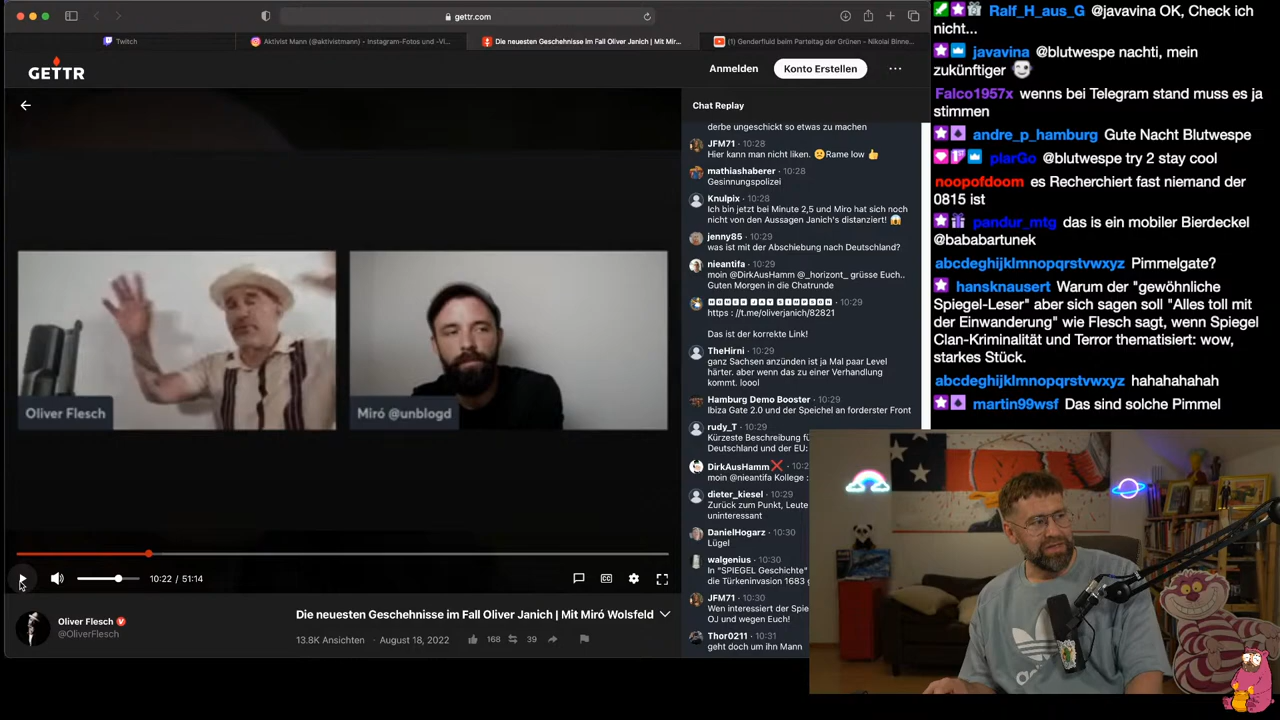 gettr.com
Twitch
Aktivist Mann (@aktivistmann) • Instagram-Fotos und -Vi...
Die neuesten Geschehnisse im Fall Oliver Janich | Mit Mir...
(1) Genderfluid beim Parteitag der Grünen - Nikolai Binne...
GETTR
Anmelden
Konto Erstellen
Chat Replay
derbe ungeschickt so etwas zu machen
JFM71 · 10:28
Hier kann man nicht liken. 😕Rame low 👍
mathiashaberer · 10:28
Gesinnungspolizei
Knulpix · 10:28
Ich bin jetzt bei Minute 2,5 und Miro hat sich noch
nicht von den Aussagen Janich's distanziert! 😱
jenny85 · 10:29
was ist mit der Abschiebung nach Deutschland?
nieantifa · 10:29
moin @DirkAusHamm @_horizont_ grüsse Euch..
Guten Morgen in die Chatrunde
🅷🅾🅼🅴🆁 🅹🅰🆈 🆂🅸🅼🅿🆂🅾🅽 · 10:29
https : //t.me/oliverjanich/82821
Das ist der korrekte Link!
TheHirni · 10:29
ganz Sachsen anzünden ist ja Mal paar Level
härter. aber wenn das zu einer Verhandlung
kommt. loool
Hamburg Demo Booster · 10:29
Ibiza Gate 2.0 und der Speichel an forderster Front
rudy_T · 10:29
Kürzeste Beschreibung fü
Deutschland und der EU:
DirkAusHamm❌ · 10:2
moin @nieantifa Kollege :
dieter_kiesel · 10:29
Zurück zum Punkt, Leute
uninteressant
DanielHogarz · 10:30
Lügel
walgenius · 10:30
In "SPIEGEL Geschichte"
die Türkeninvasion 1683 g
JFM71 · 10:30
Wen interessiert der Spie
OJ und wegen Euch!
Thor0211 · 10:31
geht doch um ihn Mann
Oliver Flesch
Miró @unblogd
10:22 / 51:14
CC
Oliver Flesch
@OliverFlesch
Die neuesten Geschehnisse im Fall Oliver Janich | Mit Miró Wolsfeld
13.8K Ansichten · August 18, 2022
168
39
Ralf_H_aus_G @javavina OK, Check ich
nicht...
javavina @blutwespe nachti, mein
zukünftiger
Falco1957x wenns bei Telegram stand muss es ja
stimmen
andre_p_hamburg Gute Nacht Blutwespe
plarGo @blutwespe try 2 stay cool
noopofdoom es Recherchiert fast niemand der
0815 ist
pandur_mtg das is ein mobiler Bierdeckel
@bababartunek
abcdeghijklmnopqrstvwxyz Pimmelgate?
hansknausert Warum der "gewöhnliche
Spiegel-Leser" aber sich sagen soll "Alles toll mit
der Einwanderung" wie Flesch sagt, wenn Spiegel
Clan-Kriminalität und Terror thematisiert: wow,
starkes Stück.
abcdeghijklmnopqrstvwxyz hahahahahah
martin99wsf Das sind solche Pimmel
adidas